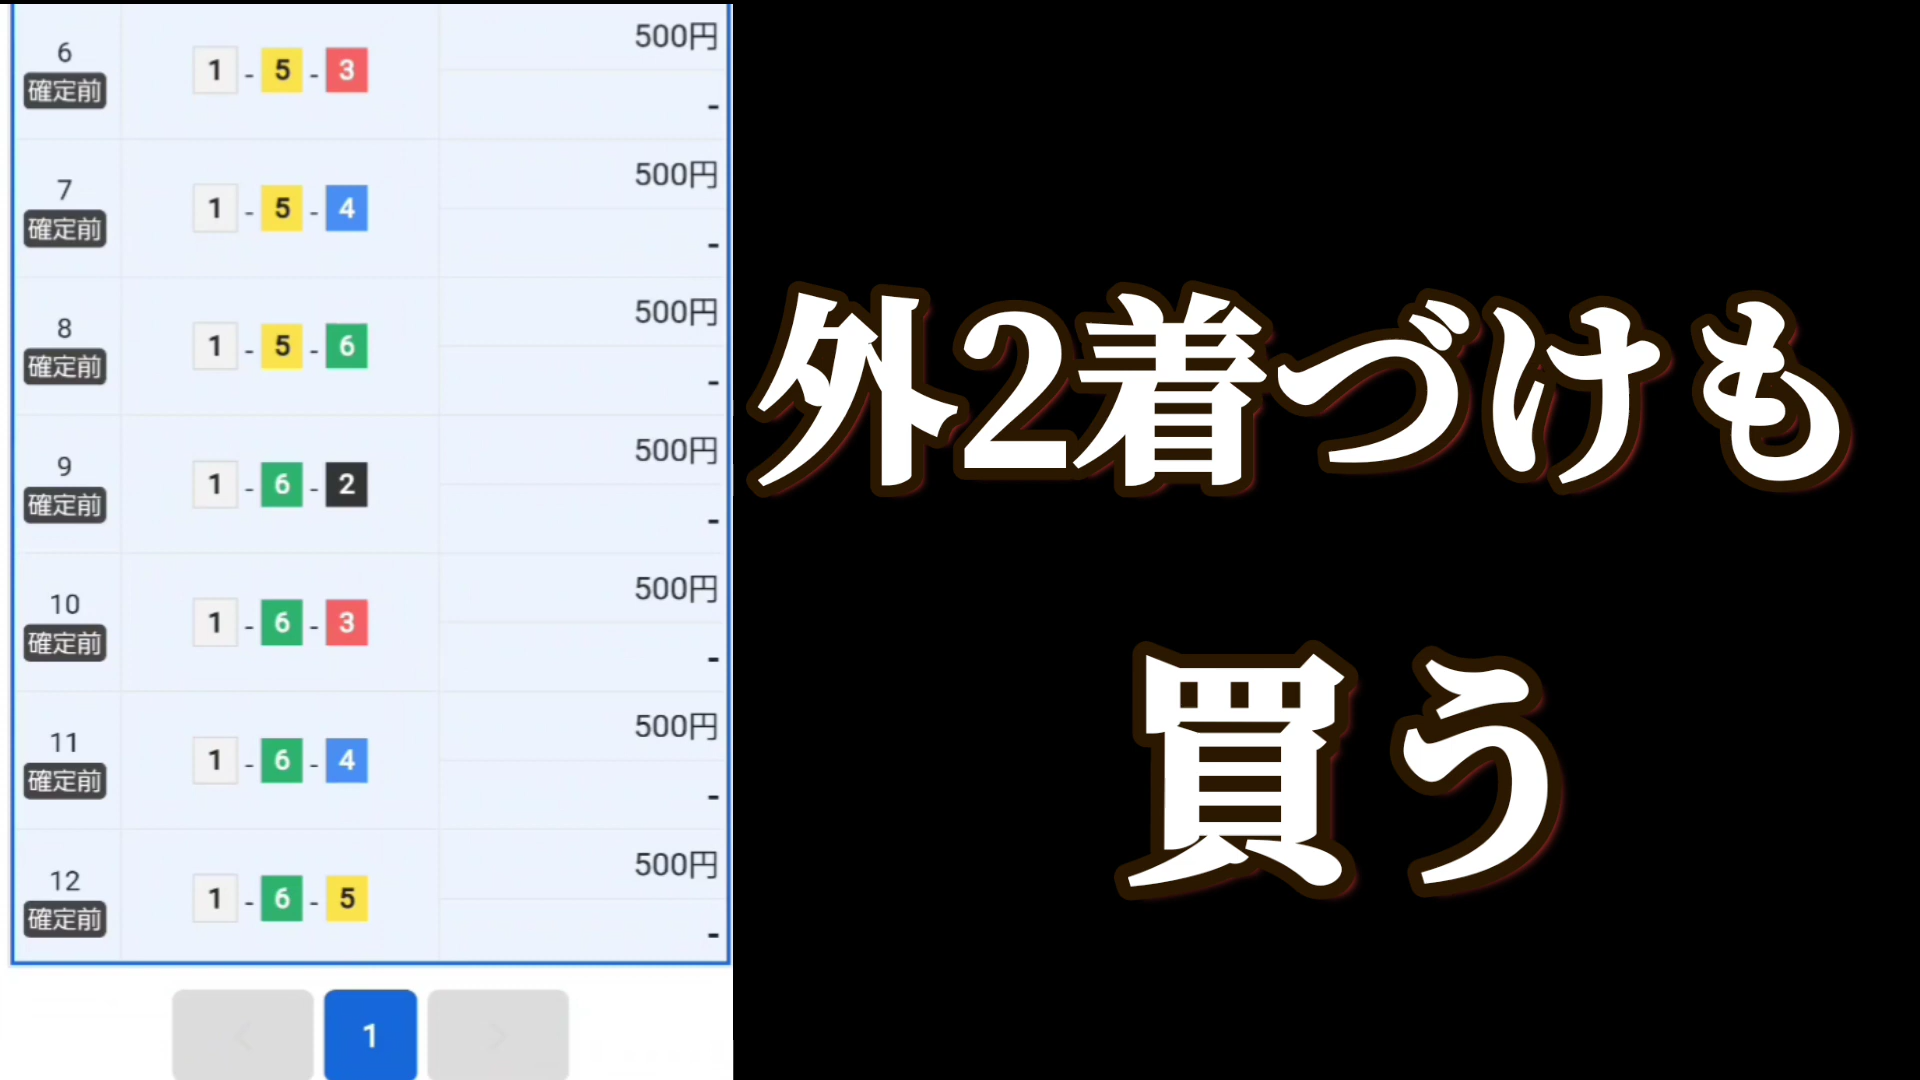 6
確定前
1 - 5 - 3
500円
-
7
確定前
1 - 5 - 4
500円
-
8
確定前
1 - 5 - 6
500円
-
9
確定前
1 - 6 - 2
500円
-
10
確定前
1 - 6 - 3
500円
-
11
確定前
1 - 6 - 4
500円
-
12
確定前
1 - 6 - 5
500円
-
< 1 >
外2着づけも
買う